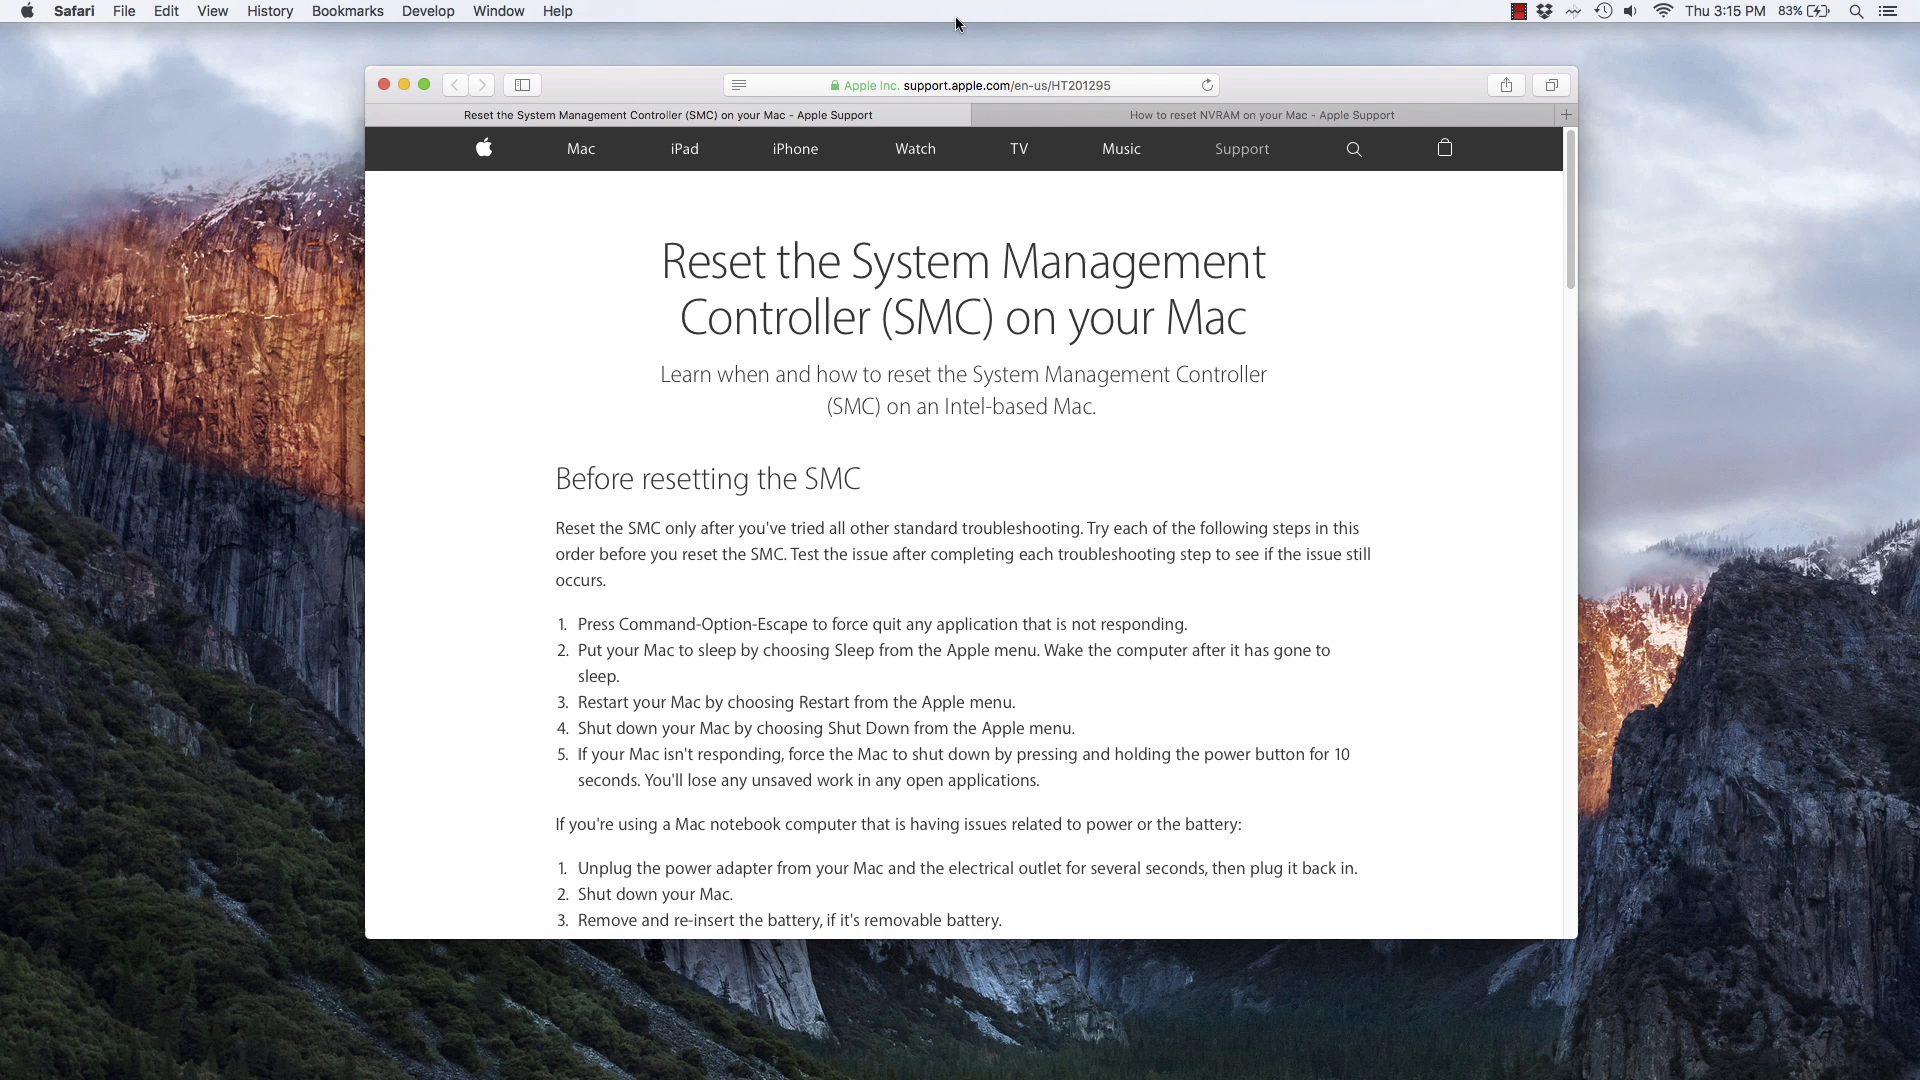 Safari File Edit View History Bookmarks Develop Window Help Thu 3:15 PM 83%
Apple Inc. support.apple.com/en-us/HT201295
Reset the System Management Controller (SMC) on your Mac - Apple Support How to reset NVRAM on your Mac - Apple Support
Mac iPad iPhone Watch TV Music Support
Reset the System Management
Controller (SMC) on your Mac
Learn when and how to reset the System Management Controller
(SMC) on an Intel-based Mac.
Before resetting the SMC
Reset the SMC only after you've tried all other standard troubleshooting. Try each of the following steps in this
order before you reset the SMC. Test the issue after completing each troubleshooting step to see if the issue still
occurs.
1. Press Command-Option-Escape to force quit any application that is not responding.
2. Put your Mac to sleep by choosing Sleep from the Apple menu. Wake the computer after it has gone to
sleep.
3. Restart your Mac by choosing Restart from the Apple menu.
4. Shut down your Mac by choosing Shut Down from the Apple menu.
5. If your Mac isn't responding, force the Mac to shut down by pressing and holding the power button for 10
seconds. You'll lose any unsaved work in any open applications.
If you're using a Mac notebook computer that is having issues related to power or the battery:
1. Unplug the power adapter from your Mac and the electrical outlet for several seconds, then plug it back in.
2. Shut down your Mac.
3. Remove and re-insert the battery, if it's removable battery.